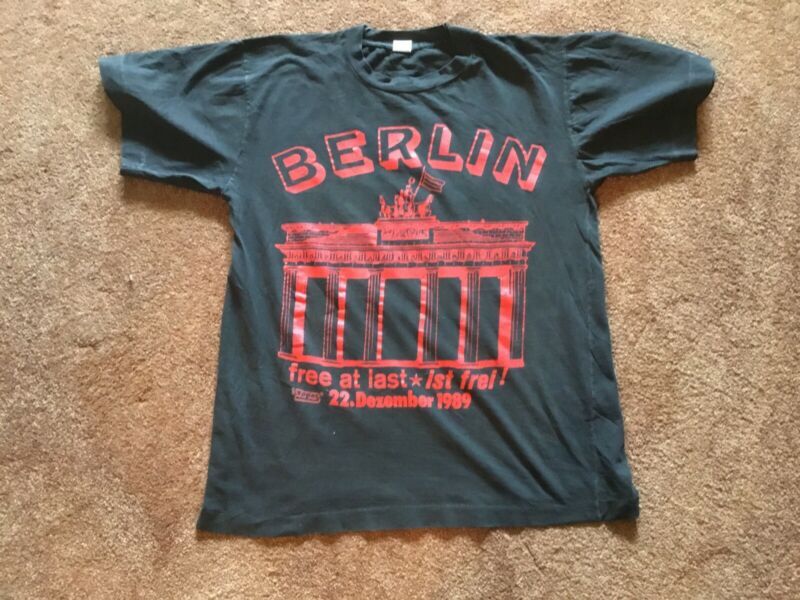 BERLIN
free at last ★ ist frei!
22. Dezember 1989